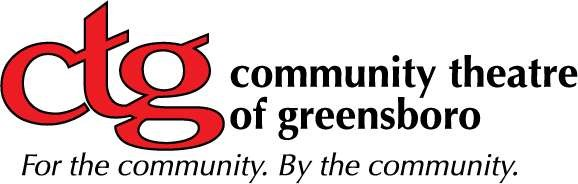 ctg
community theatre
of greensboro
For the community. By the community.